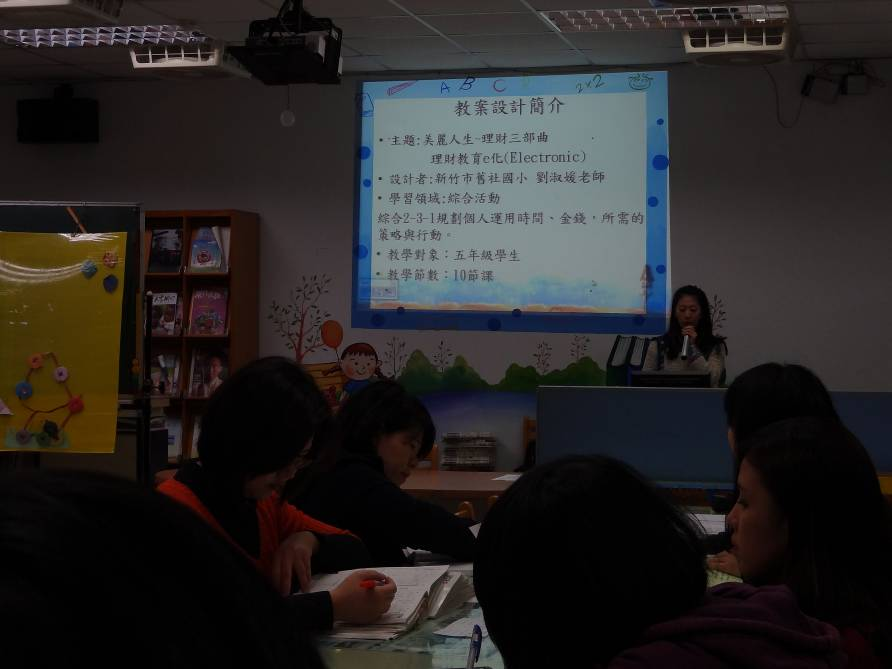 A B C 2×2
教案設計簡介
• 主題:美麗人生-理財三部曲
理財教育e化(Electronic)
• 設計者:新竹市舊社國小 劉淑媛老師
• 學習領域:綜合活動
綜合2-3-1規劃個人運用時間、金錢，所需的
策略與行動。
• 教學對象：五年級學生
• 教學節數：10節課